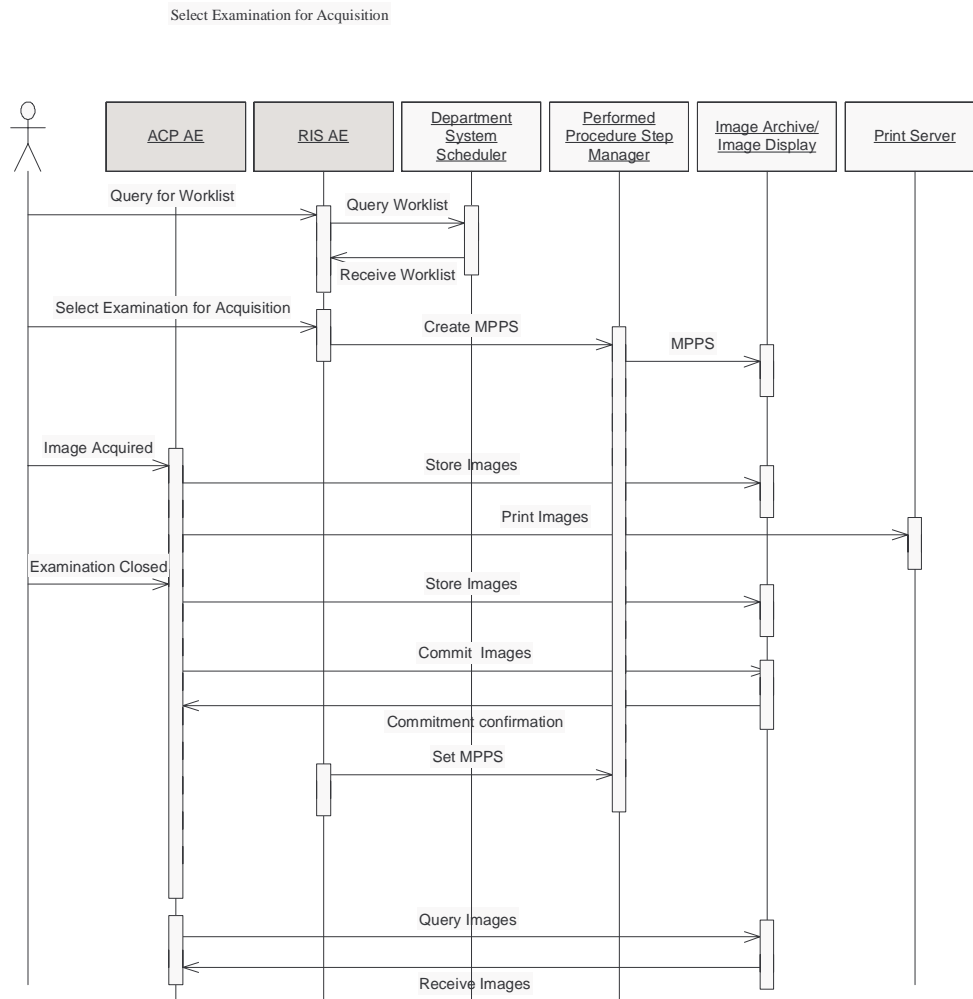 Select Examination for Acquisition
ACP AE
RIS AE
Department
System
Scheduler
Performed
Procedure Step
Manager
Image Archive/
Image Display
Print Server
Query for Worklist
Query Worklist
Receive Worklist
Select Examination for Acquisition
Create MPPS
MPPS
Image Acquired
Store Images
Print Images
Examination Closed
Store Images
Commit Images
Commitment confirmation
Set MPPS
Query Images
Receive Images